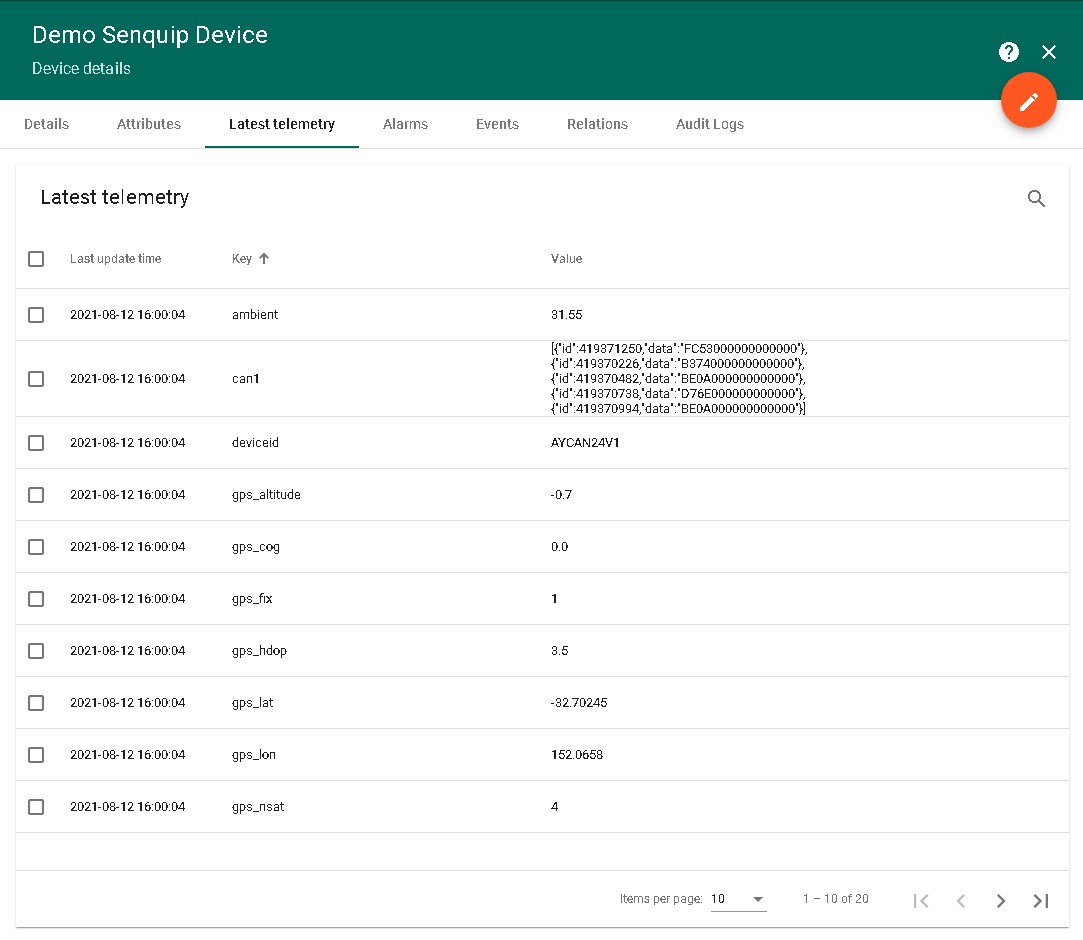 Demo Senquip Device
Device details
Details Attributes Latest telemetry Alarms Events Relations Audit Logs
Latest telemetry
Last update time Key Value
2021-08-12 16:00:04 ambient 31.55
[{"id":419371250,"data":"FC53000000000000"},
{"id":419370226,"data":"B374000000000000"},
2021-08-12 16:00:04 can1 {"id":419370482,"data":"BE0A000000000000"},
{"id":419370738,"data":"D76E000000000000"},
{"id":419370994,"data":"BE0A000000000000"}]
2021-08-12 16:00:04 deviceid AYCAN24V1
2021-08-12 16:00:04 gps_altitude -0.7
2021-08-12 16:00:04 gps_cog 0.0
2021-08-12 16:00:04 gps_fix 1
2021-08-12 16:00:04 gps_hdop 3.5
2021-08-12 16:00:04 gps_lat -32.70245
2021-08-12 16:00:04 gps_lon 152.0658
2021-08-12 16:00:04 gps_nsat 4
Items per page: 10 1 – 10 of 20